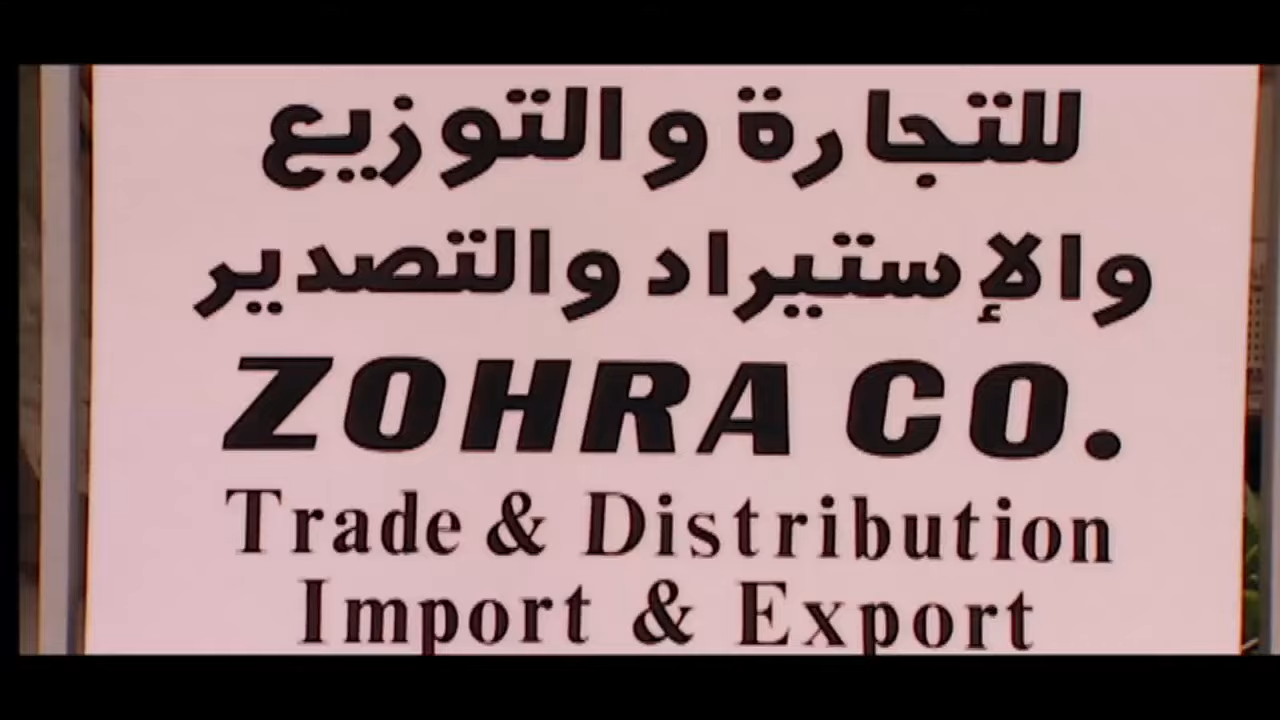 للتجارة والتوزيع
والإستيراد والتصدير
ZOHRA CO.
Trade & Distribution
Import & Export